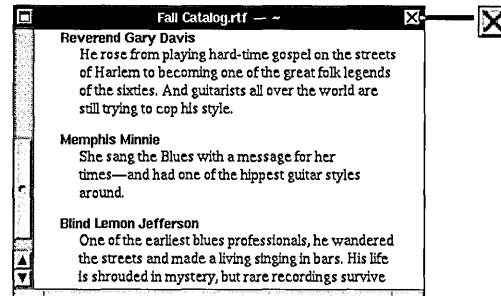 Fall Catalog.rtf — ~
Reverend Gary Davis
He rose from playing hard-time gospel on the streets
of Harlem to becoming one of the great folk legends
of the sixties. And guitarists all over the world are
still trying to cop his style.
Memphis Minnie
She sang the Blues with a message for her
times—and had one of the hippest guitar styles
around.
Blind Lemon Jefferson
One of the earliest blues professionals, he wandered
the streets and made a living singing in bars. His life
is shrouded in mystery, but rare recordings survive